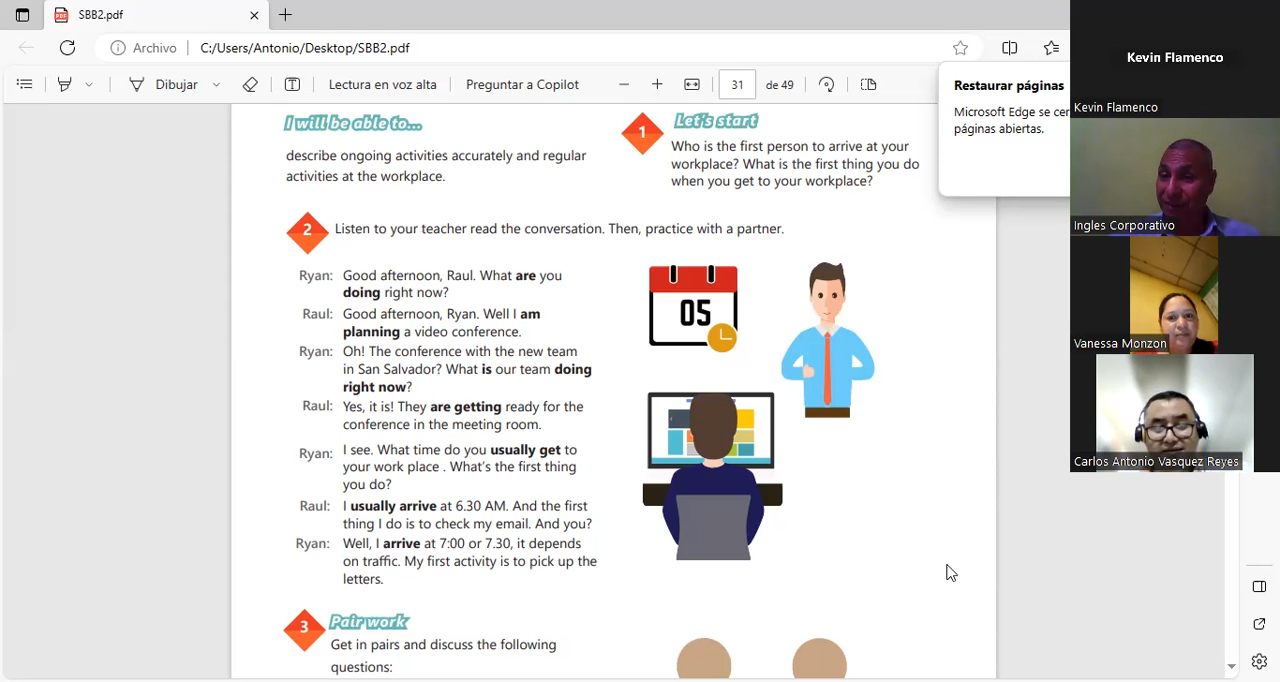 SBB2.pdf
Archivo
C:/Users/Antonio/Desktop/SBB2.pdf
Dibujar
Lectura en voz alta
Preguntar a Copilot
31
de 49
Restaurar páginas
Microsoft Edge se cer
páginas abiertas.
I will be able to...
describe ongoing activities accurately and regular
activities at the workplace.
1
Let's start
Who is the first person to arrive at your
workplace? What is the first thing you do
when you get to your workplace?
2
Listen to your teacher read the conversation. Then, practice with a partner.
Ryan: Good afternoon, Raul. What are you
doing right now?
Raul: Good afternoon, Ryan. Well I am
planning a video conference.
Ryan: Oh! The conference with the new team
in San Salvador? What is our team doing
right now?
Raul: Yes, it is! They are getting ready for the
conference in the meeting room.
Ryan: I see. What time do you usually get to
your work place . What's the first thing
you do?
Raul: I usually arrive at 6.30 AM. And the first
thing I do is to check my email. And you?
Ryan: Well, I arrive at 7:00 or 7.30, it depends
on traffic. My first activity is to pick up the
letters.
05
3
Pair work
Get in pairs and discuss the following
questions:
Kevin Flamenco
Kevin Flamenco
Ingles Corporativo
Vanessa Monzon
Carlos Antonio Vasquez Reyes